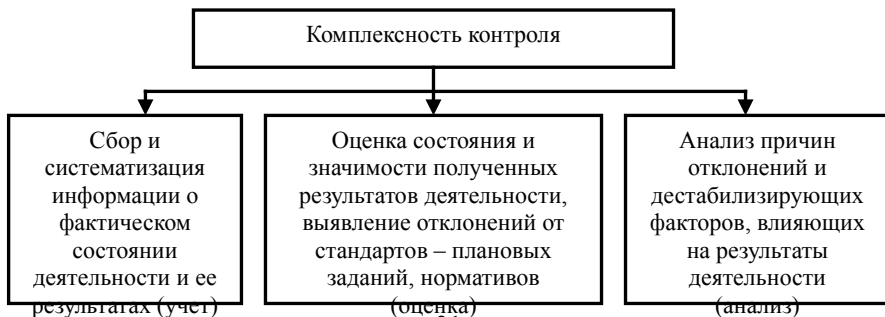 Комплексность контроля
Сбор и
систематизация
информации о
фактическом
состоянии
деятельности и ее
результатах (учет)
Оценка состояния и
значимости полученных
результатов деятельности,
выявление отклонений от
стандартов – плановых
заданий, нормативов
(оценка)
Анализ причин
отклонений и
дестабилизирующих
факторов, влияющих
на результаты
деятельности
(анализ)